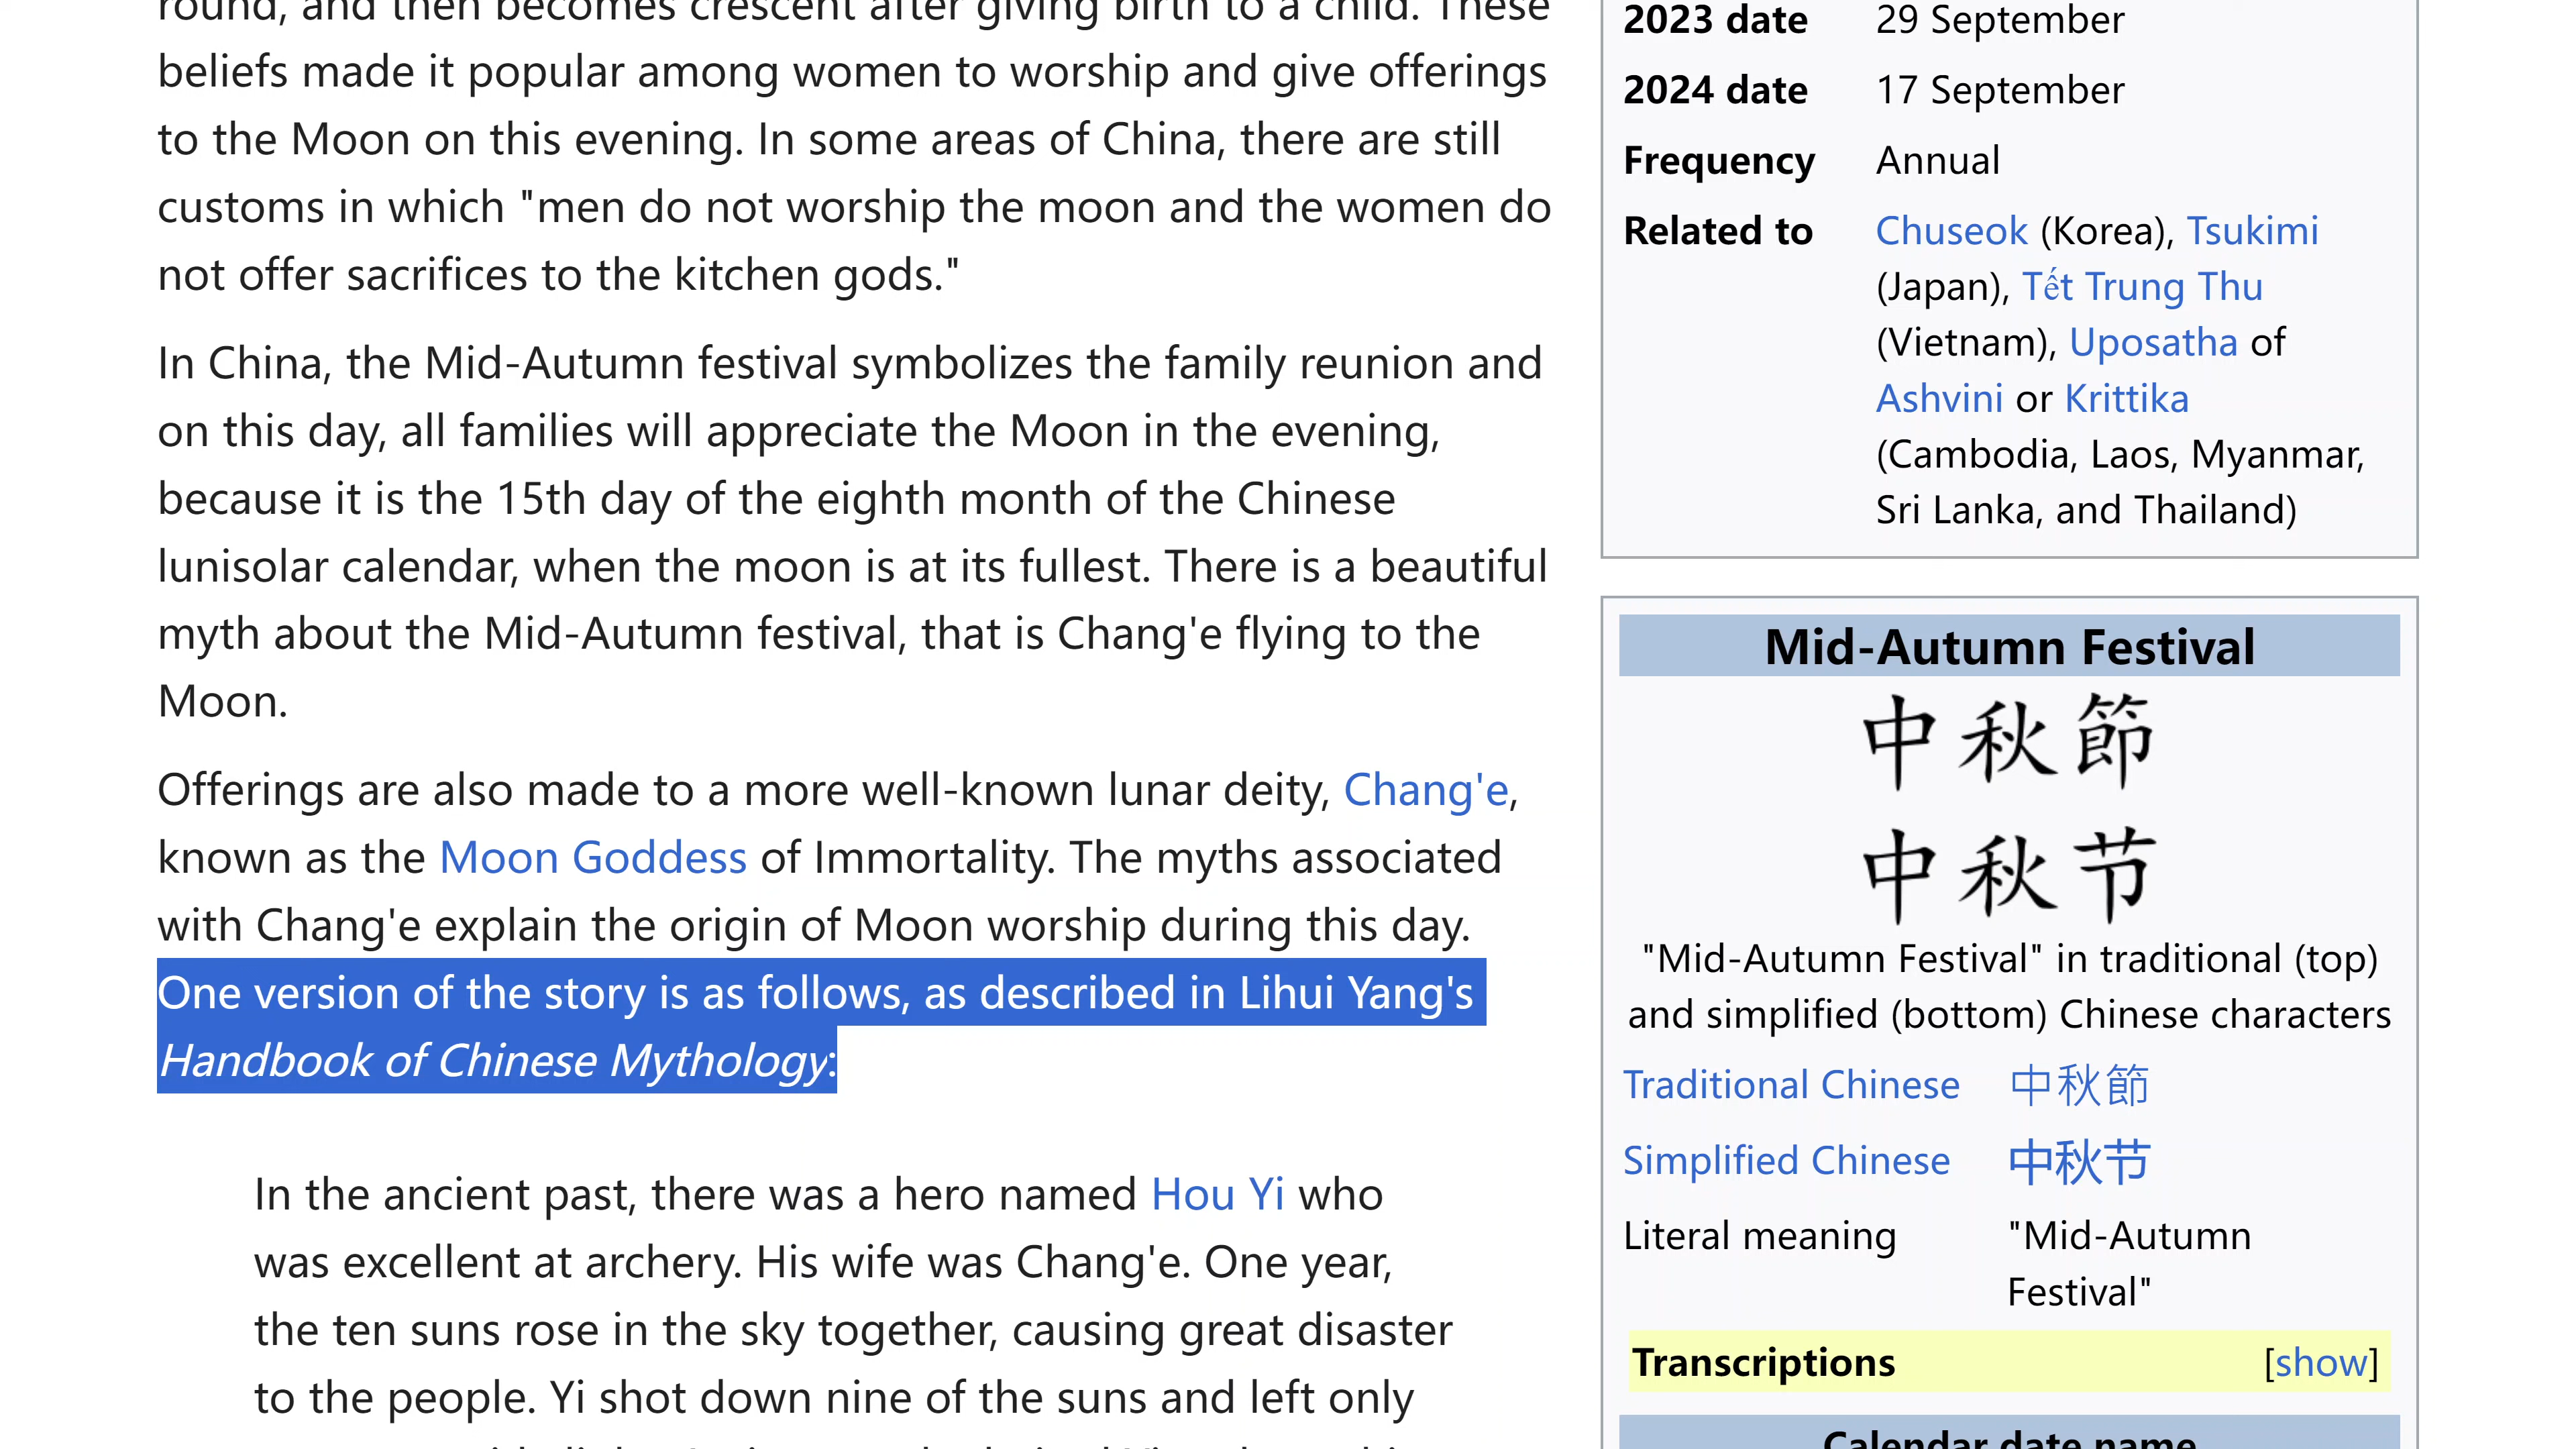 round, and then becomes crescent after giving birth to a child. These
beliefs made it popular among women to worship and give offerings
to the Moon on this evening. In some areas of China, there are still
customs in which "men do not worship the moon and the women do
not offer sacrifices to the kitchen gods."
In China, the Mid-Autumn festival symbolizes the family reunion and
on this day, all families will appreciate the Moon in the evening,
because it is the 15th day of the eighth month of the Chinese
lunisolar calendar, when the moon is at its fullest. There is a beautiful
myth about the Mid-Autumn festival, that is Chang'e flying to the
Moon.
Offerings are also made to a more well-known lunar deity, Chang'e,
known as the Moon Goddess of Immortality. The myths associated
with Chang'e explain the origin of Moon worship during this day.
One version of the story is as follows, as described in Lihui Yang's
Handbook of Chinese Mythology:
In the ancient past, there was a hero named Hou Yi who
was excellent at archery. His wife was Chang'e. One year,
the ten suns rose in the sky together, causing great disaster
to the people. Yi shot down nine of the suns and left only
2023 date 29 September
2024 date 17 September
Frequency Annual
Related to Chuseok (Korea), Tsukimi
(Japan), Tết Trung Thu
(Vietnam), Uposatha of
Ashvini or Krittika
(Cambodia, Laos, Myanmar,
Sri Lanka, and Thailand)
Mid-Autumn Festival
中秋節
中秋节
"Mid-Autumn Festival" in traditional (top)
and simplified (bottom) Chinese characters
Traditional Chinese 中秋節
Simplified Chinese 中秋节
Literal meaning "Mid-Autumn
Festival"
Transcriptions [show]
Calendar date name